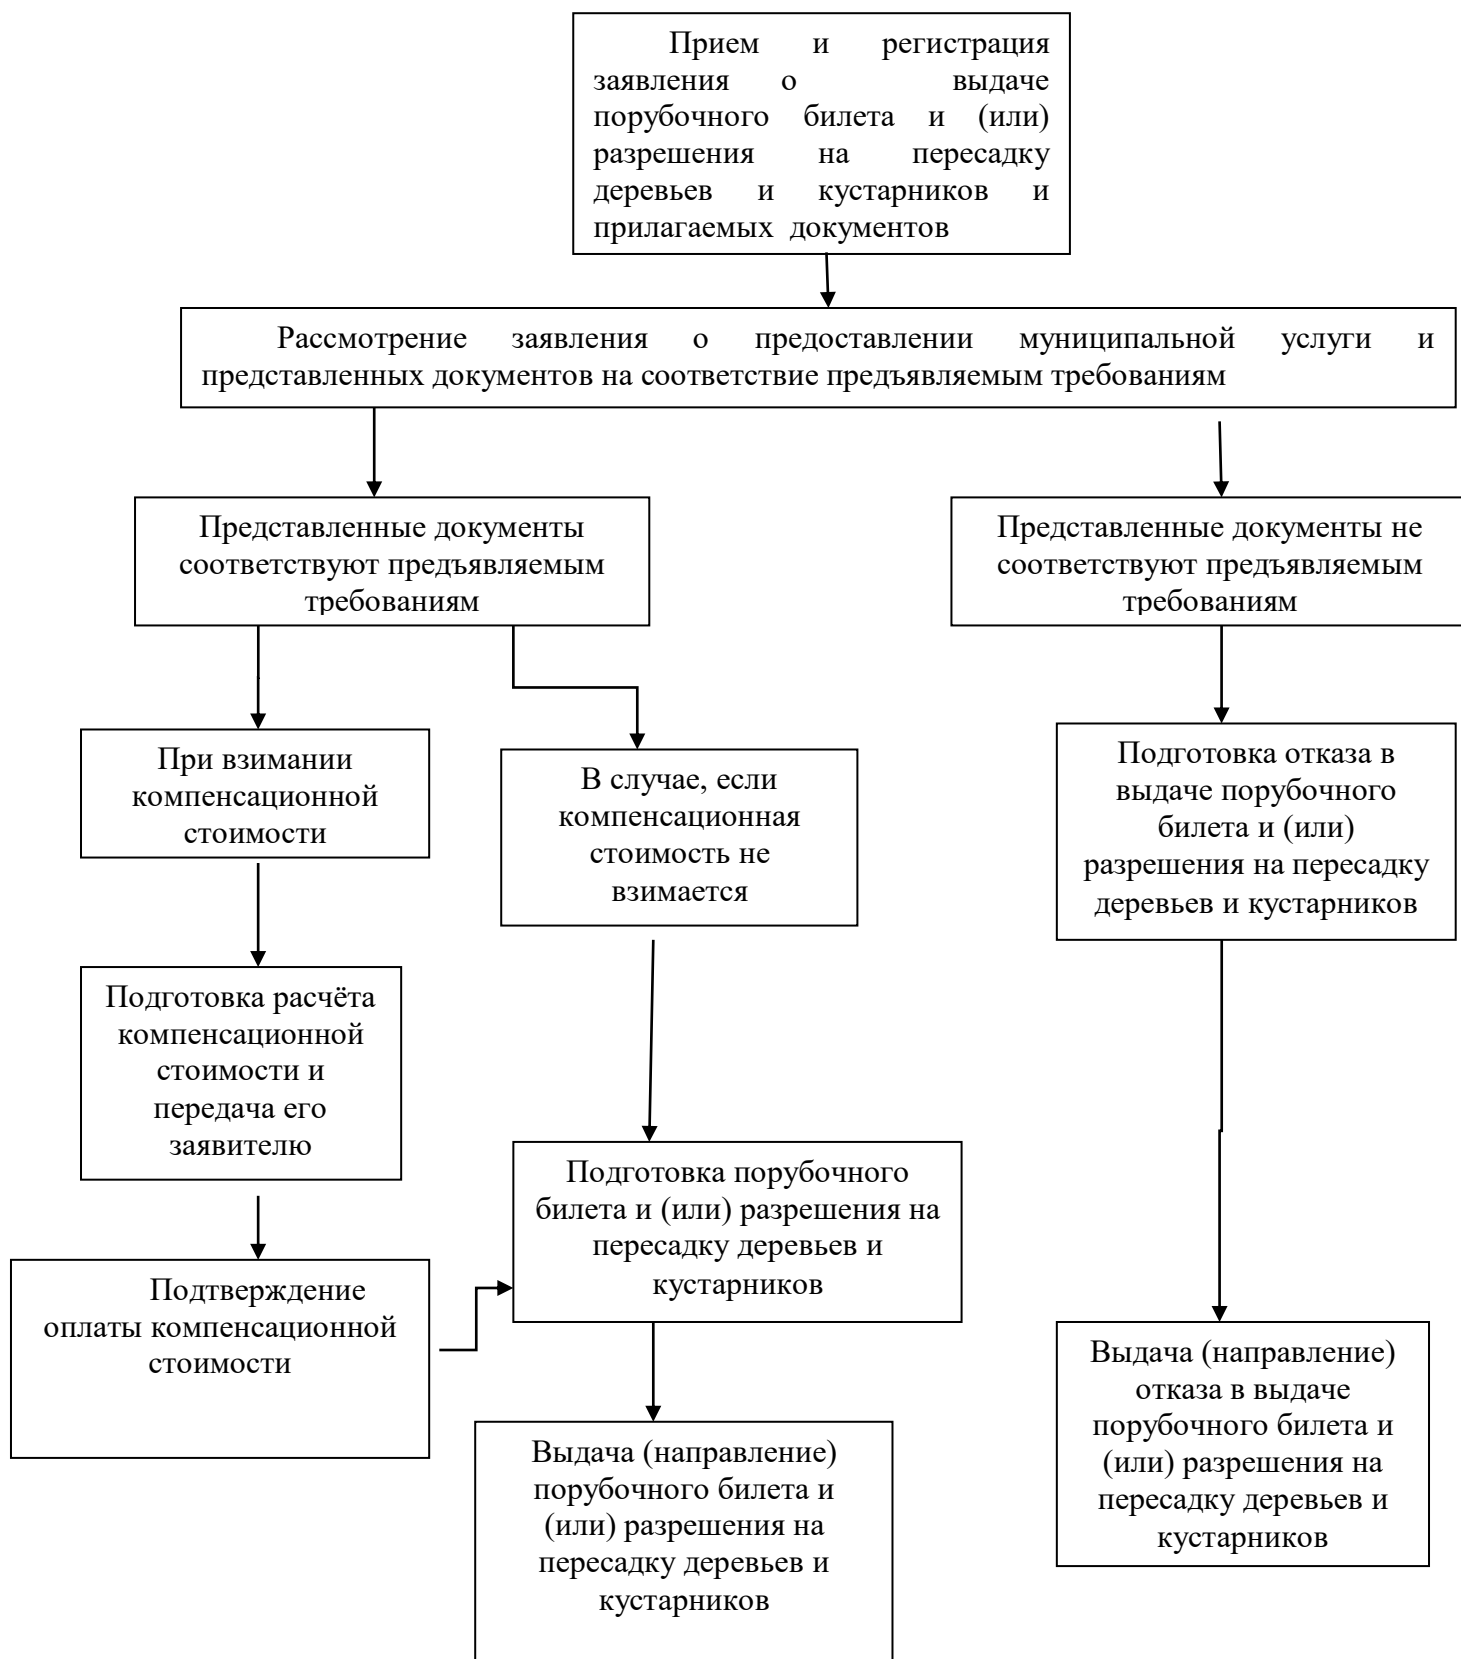 Прием и регистрация
заявления о выдаче
порубочного билета и (или)
разрешения на пересадку
деревьев и кустарников и
прилагаемых документов
Рассмотрение заявления о предоставлении муниципальной услуги и
представленных документов на соответствие предъявляемым требованиям
Представленные документы
соответствуют предъявляемым
требованиям
Представленные документы не
соответствуют предъявляемым
требованиям
При взимании
компенсационной
стоимости
В случае, если
компенсационная
стоимость не
взимается
Подготовка отказа в
выдаче порубочного
билета и (или)
разрешения на пересадку
деревьев и кустарников
Подготовка расчёта
компенсационной
стоимости и
передача его
заявителю
Подготовка порубочного
билета и (или) разрешения на
пересадку деревьев и
кустарников
Подтверждение
оплаты компенсационной
стоимости
Выдача (направление)
отказа в выдаче
порубочного билета и
(или) разрешения на
пересадку деревьев и
кустарников
Выдача (направление)
порубочного билета и
(или) разрешения на
пересадку деревьев и
кустарников